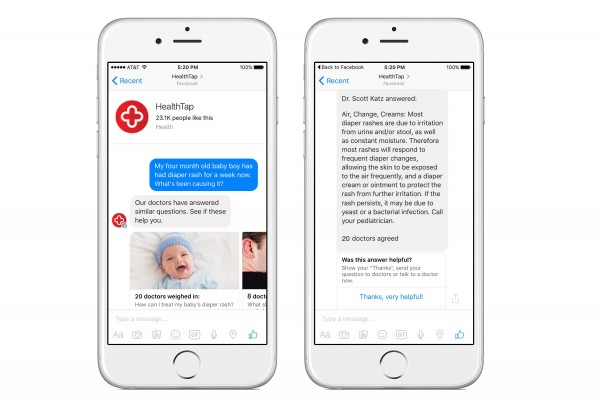 AT&T
5:20 PM
100%
Recent
HealthTap
Facebook
HealthTap
23.1K people like this
Health
My four month old baby boy has
had diaper rash for a week now.
What's been causing it?
Our doctors have answered
similar questions. See if these
help you.
20 doctors weighed in:
How can I treat my baby's diaper rash?
8 doc
Type a message...
Aa
GIF
Back to Facebook
5:20 PM
100%
Recent
HealthTap
Facebook
Dr. Scott Katz answered:
Air, Change, Creams: Most
diaper rashes are due to irritation
from urine and/or stool, as well
as constant moisture. Therefore
most rashes will respond to
frequent diaper changes,
allowing the skin to be exposed
to the air frequently, and a diaper
cream or ointment to protect the
rash from further irritation. If the
rash persists, it may be due to
yeast or a bacterial infection. Call
your pediatrician.
20 doctors agreed
Was this answer helpful?
Show your "Thanks", send your
question to doctors or talk to a doctor
now.
Thanks, very helpful!
Type a message...
Aa
GIF